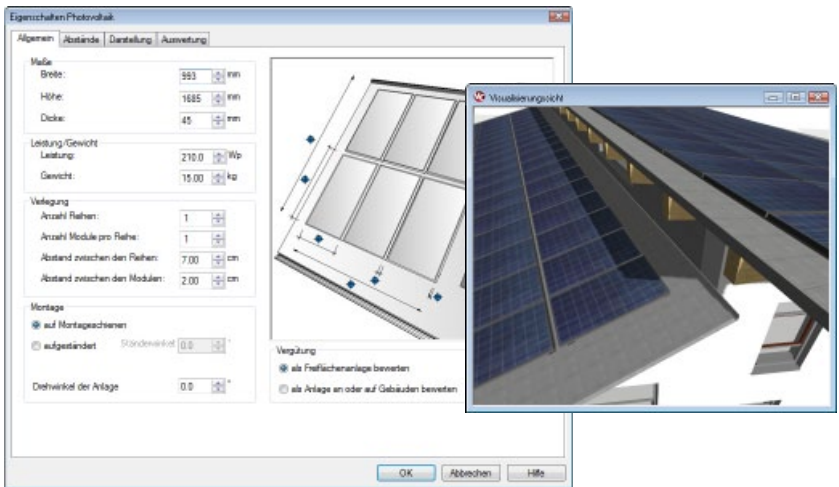 Eigenschaften Photovoltaik
Allgemein Abstände Darstellung Auswertung
Maße
Breite: 993 mm
Höhe: 1685 mm
Dicke: 45 mm
Leistung/Gewicht
Leistung: 210.0 Wp
Gewicht: 15.00 kg
Verlegung
Anzahl Reihen: 1
Anzahl Module pro Reihe: 1
Abstand zwischen den Reihen: 7.00 cm
Abstand zwischen den Modulen: 2.00 cm
Montage
auf Montageschienen
aufgeständert Ständerwinkel 0.0 °
Drehwinkel der Anlage 0.0 °
Vergütung
als Freiflächenanlage bewerten
als Anlage an oder auf Gebäuden bewerten
OK Abbrechen Hilfe
Visualisierungssicht